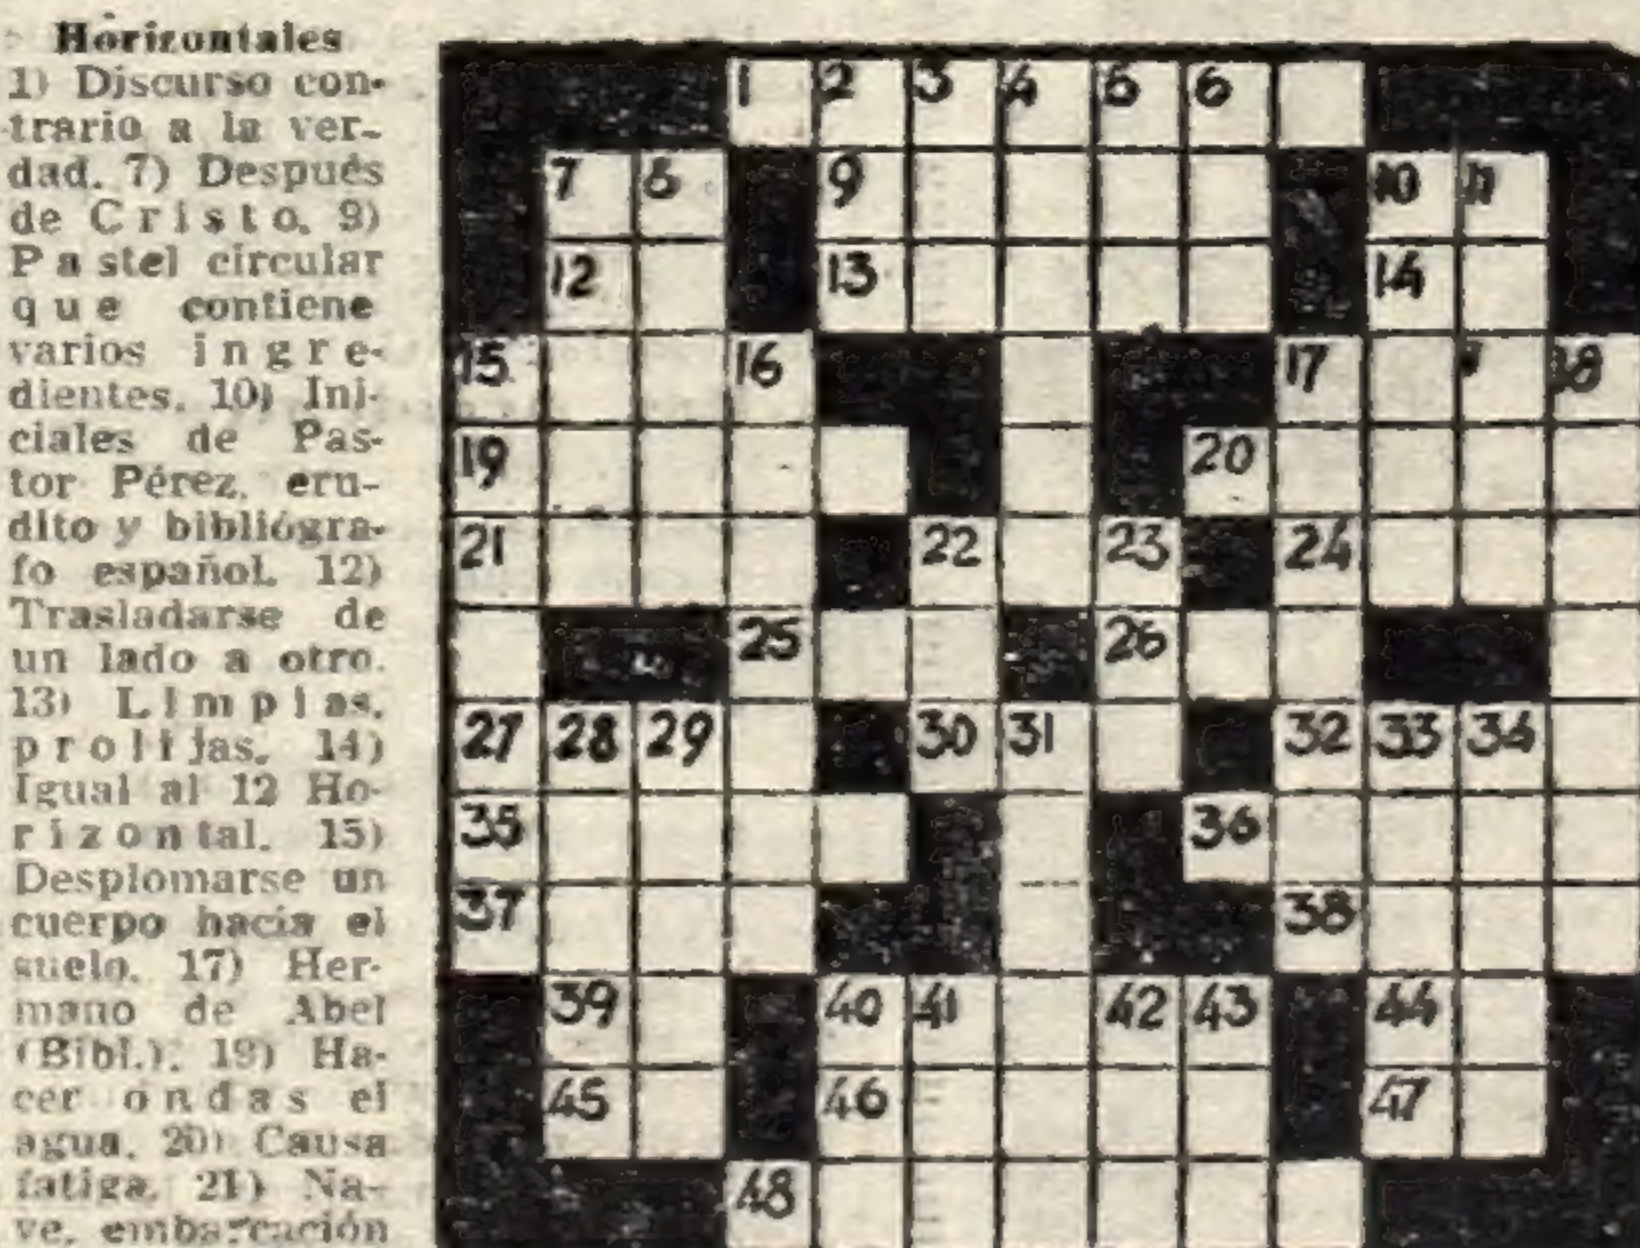 Horizontales
1) Discurso con-
trario a la ver-
dad. 7) Después
de Cristo. 9)
Pastel circular
que contiene
varios ingre-
dientes. 10) Ini-
ciales de Pas-
tor Pérez, eru-
dito y bibliógra-
fo español. 12)
Trasladarse de
un lado a otro.
13) Limpias,
prolijas. 14)
Igual al 12 Ho-
rizontal. 15)
Desplomarse un
cuerpo hacia el
suelo. 17) Her-
mano de Abel
(Bibl.). 19) Ha-
cer ondas el
agua. 20) Causa
fatiga. 21) Na-
ve, embarcación
1 2 3 4 5 6
7 8 9 10 11
12 13 14
15 16 17 18
19 20
21 22 23 24
25 26
27 28 29 30 31 32 33 34
35 36
37 38
39 40 41 42 43 44
45 46 47
48